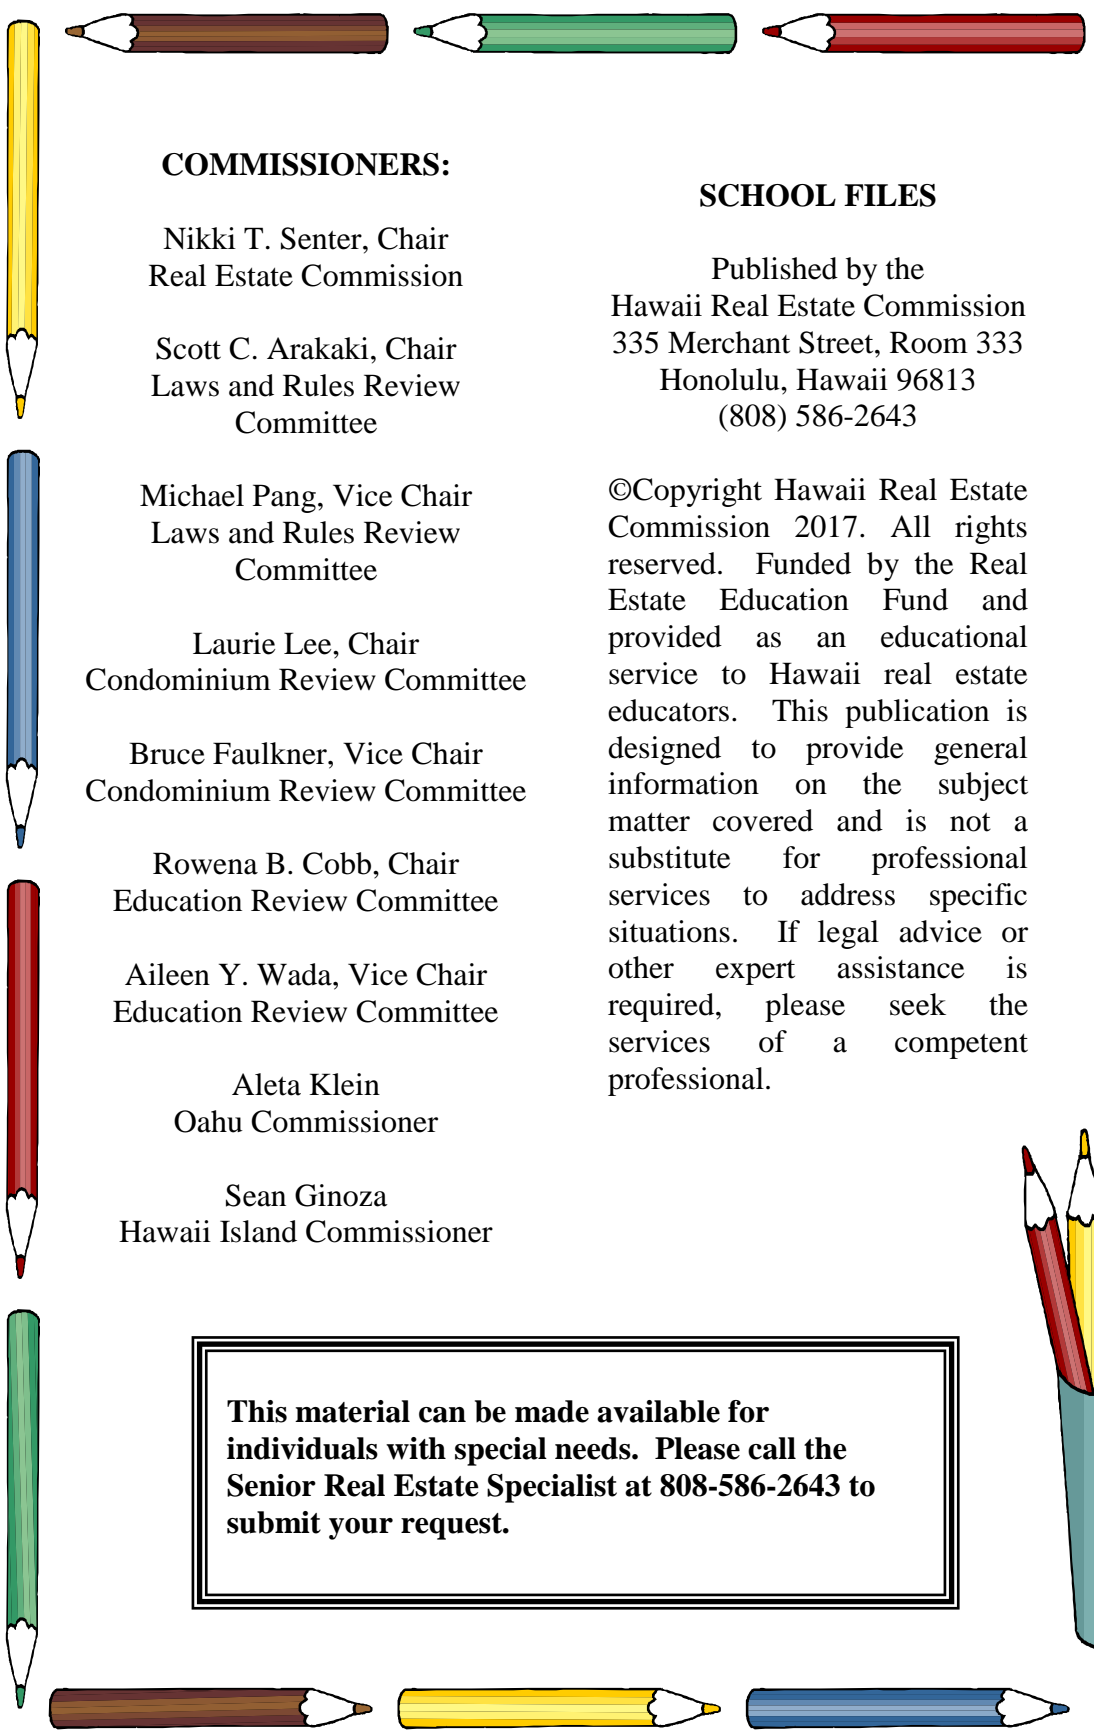 COMMISSIONERS:
Nikki T. Senter, Chair
Real Estate Commission
Scott C. Arakaki, Chair
Laws and Rules Review
Committee
Michael Pang, Vice Chair
Laws and Rules Review
Committee
Laurie Lee, Chair
Condominium Review Committee
Bruce Faulkner, Vice Chair
Condominium Review Committee
Rowena B. Cobb, Chair
Education Review Committee
Aileen Y. Wada, Vice Chair
Education Review Committee
Aleta Klein
Oahu Commissioner
Sean Ginoza
Hawaii Island Commissioner
SCHOOL FILES
Published by the
Hawaii Real Estate Commission
335 Merchant Street, Room 333
Honolulu, Hawaii 96813
(808) 586-2643
©Copyright Hawaii Real Estate
Commission 2017. All rights
reserved. Funded by the Real
Estate Education Fund and
provided as an educational
service to Hawaii real estate
educators. This publication is
designed to provide general
information on the subject
matter covered and is not a
substitute for professional
services to address specific
situations. If legal advice or
other expert assistance is
required, please seek the
services of a competent
professional.
This material can be made available for
individuals with special needs. Please call the
Senior Real Estate Specialist at 808-586-2643 to
submit your request.